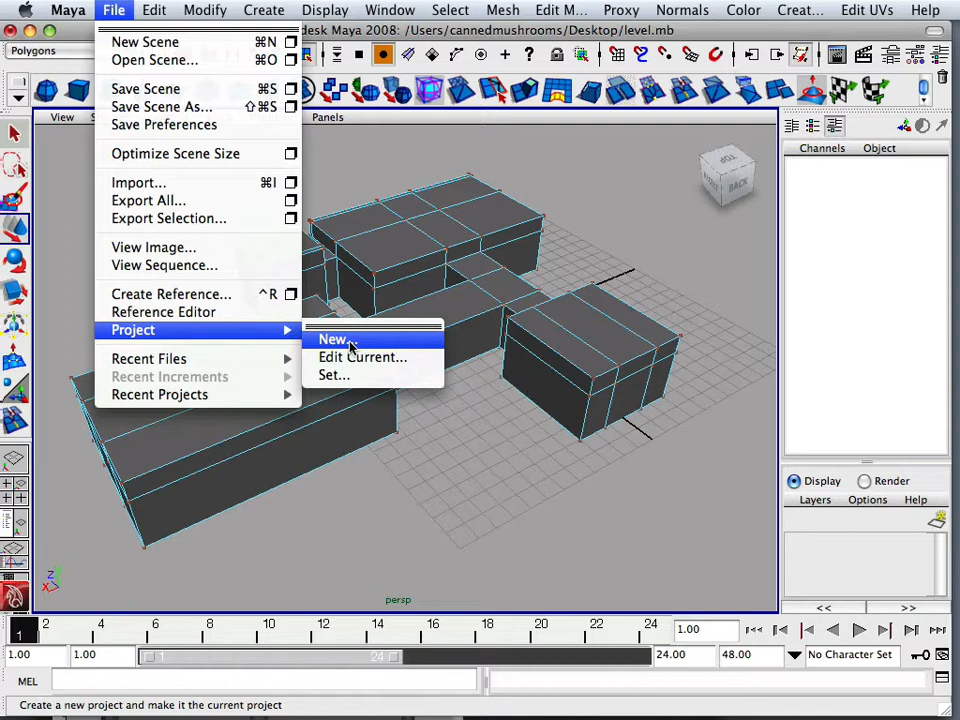 Maya File Edit Modify Create Display Window Select Mesh Edit M... Proxy Normals Color Creat... Edit UVs Help
desk Maya 2008: /Users/cannedmushrooms/Desktop/level.mb
Polygons
New Scene ⌘N
Open Scene... ⌘O
Save Scene ⌘S
Save Scene As... ⇧⌘S
Save Preferences
Optimize Scene Size
Import... ⌘I
Export All...
Export Selection...
View Image...
View Sequence...
Create Reference... ^R
Reference Editor
Project
Recent Files
Recent Increments
Recent Projects
New...
Edit Current...
Set...
View S
Panels
TOP
BACK
Channels Object
Display Render
Layers Options Help
<< >>
Z
Y
X
persp
1 2 4 6 8 10 12 14 16 18 20 22 24
1.00
1.00 1.00 1 24 24.00 48.00 No Character Set
MEL
Create a new project and make it the current project